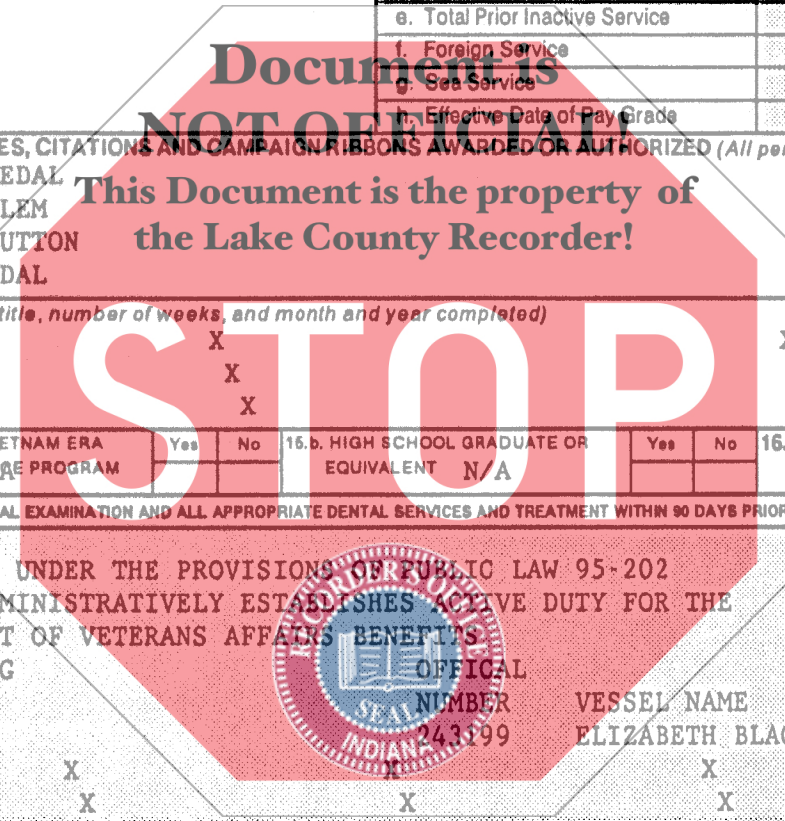 e. Total Prior Inactive Service
f. Foreign Service
Document is
g. Sea Service
h. Effective Date of Pay Grade
NOT OFFICIAL!
ES, CITATIONS AND CAMPAIGN RIBBONS AWARDED OR AUTHORIZED (All per
EDAL
This Document is the property of
LEM
UTTON
the Lake County Recorder!
DAL
title, number of weeks, and month and year completed)
STOP
X
X
X
ETNAM ERA Yes No 15.b. HIGH SCHOOL GRADUATE OR Yes No 16.
RE PROGRAM EQUIVALENT N/A
AL EXAMINATION AND ALL APPROPRIATE DENTAL SERVICES AND TREATMENT WITHIN 90 DAYS PRIOR
UNDER THE PROVISIONS OF PUBLIC LAW 95-202
MINISTRATIVELY ESTABLISHES ACTIVE DUTY FOR THE
T OF VETERANS AFFAIRS BENEFITS
G OFFICAL
NUMBER VESSEL NAME
243199 ELIZABETH BLAC
RECORDER'S OFFICE
SEAL
INDIANA
X X X
X X X